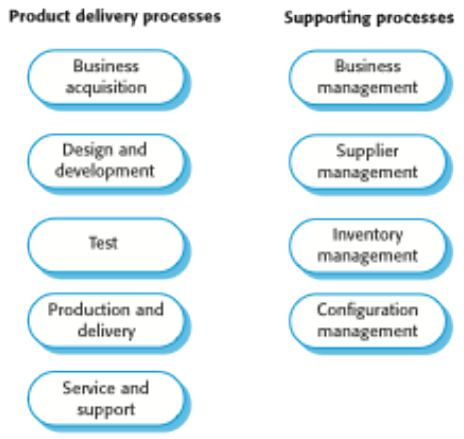 Product delivery processes
Business
acquisition
Design and
development
Test
Production and
delivery
Service and
support
Supporting processes
Business
management
Supplier
management
Inventory
management
Configuration
management